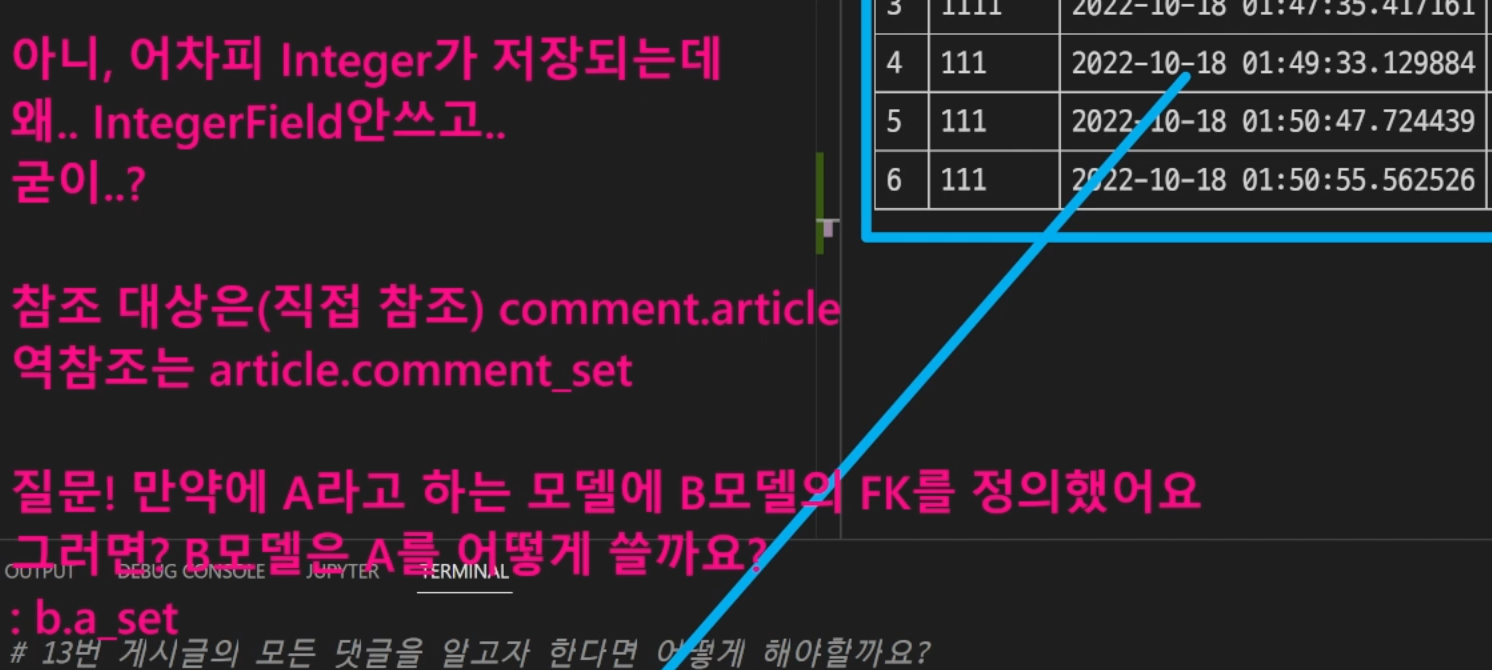 아니, 어차피 Integer가 저장되는데
왜.. IntegerField안쓰고..
굳이..?
참조 대상은(직접 참조) comment.article
역참조는 article.comment_set
질문! 만약에 A라고 하는 모델에 B모델의 FK를 정의했어요
그러면? B모델은 A를 어떻게 쓸까요?
: b.a_set
3 1111 2022-10-18 01:47:35.417161
4 111 2022-10-18 01:49:33.129884
5 111 2022-10-18 01:50:47.724439
6 111 2022-10-18 01:50:55.562526
OUTPUT DEBUG CONSOLE JUPYTER TERMINAL
# 13번 게시글의 모든 댓글을 알고자 한다면 어떻게 해야할까요?